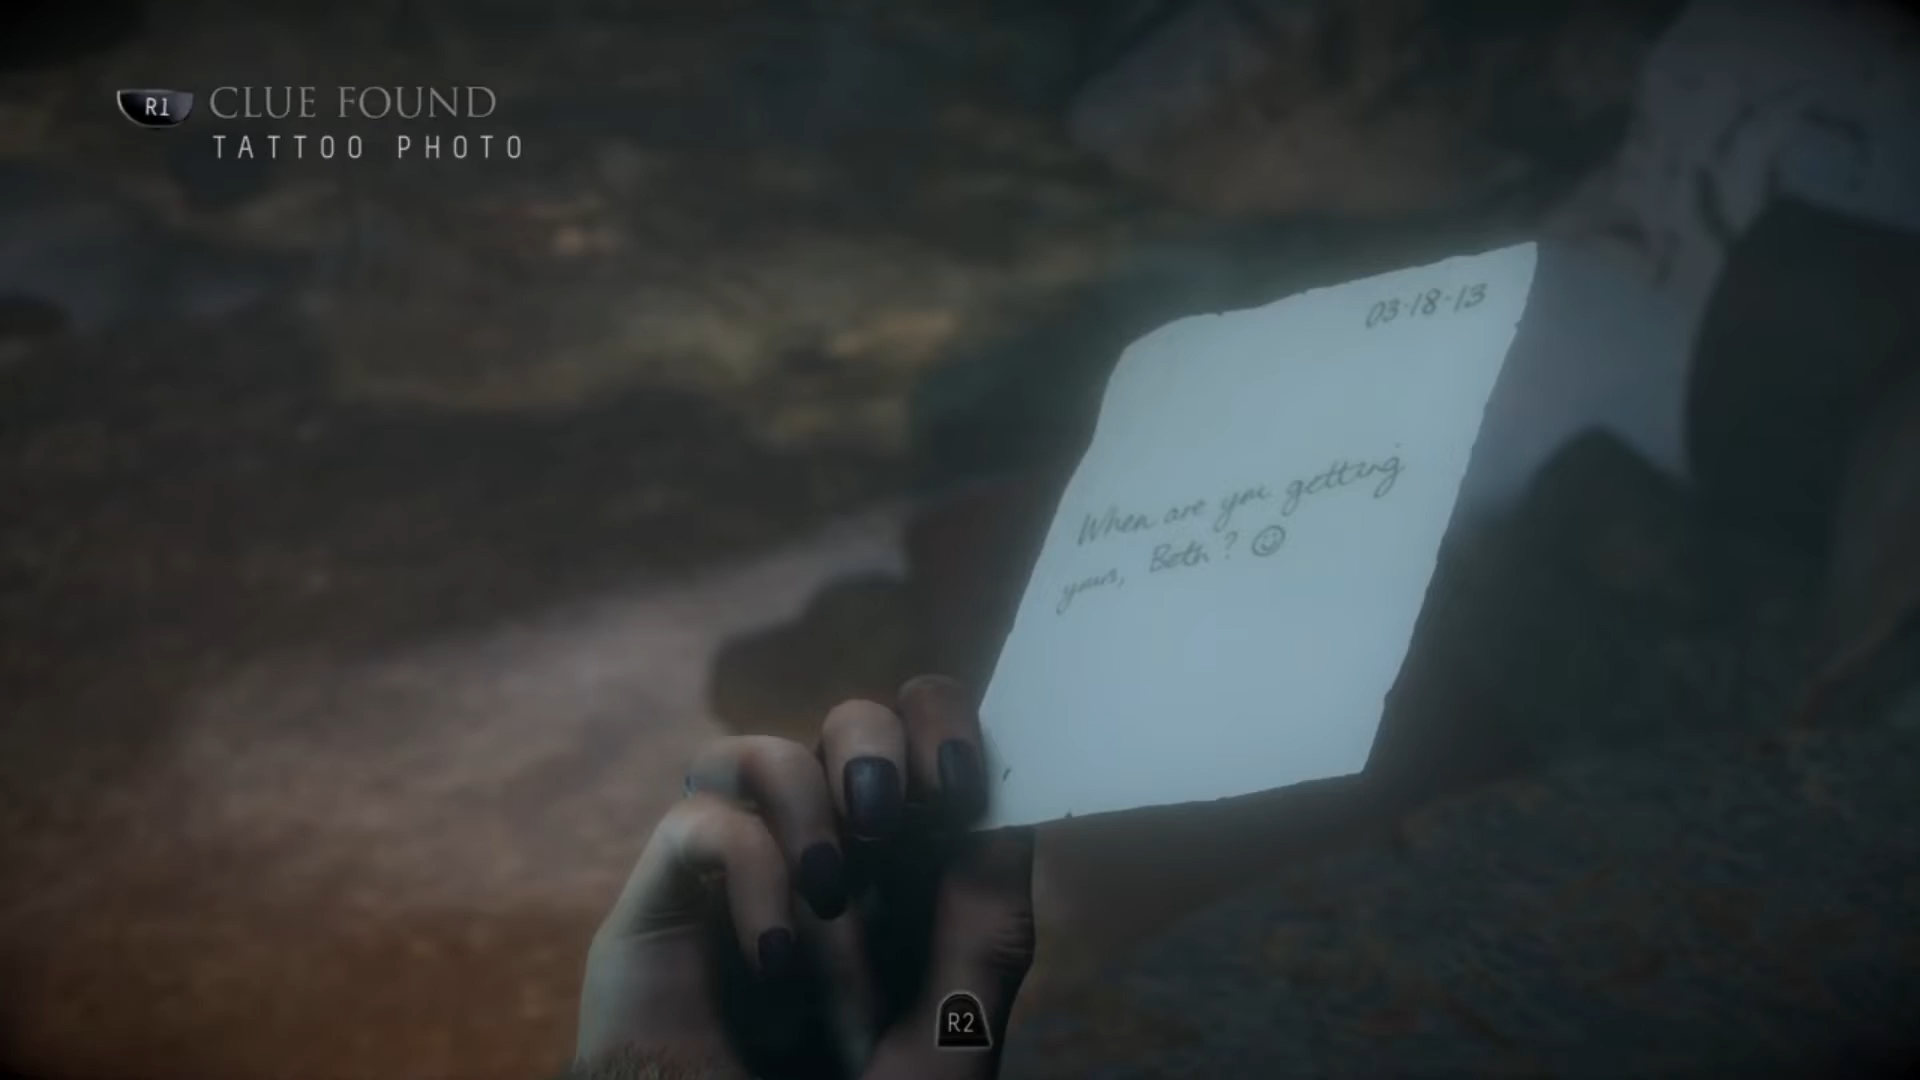 R1 CLUE FOUND
TATTOO PHOTO
03·18·13
When are you getting
yours, Beth? ☺
R2